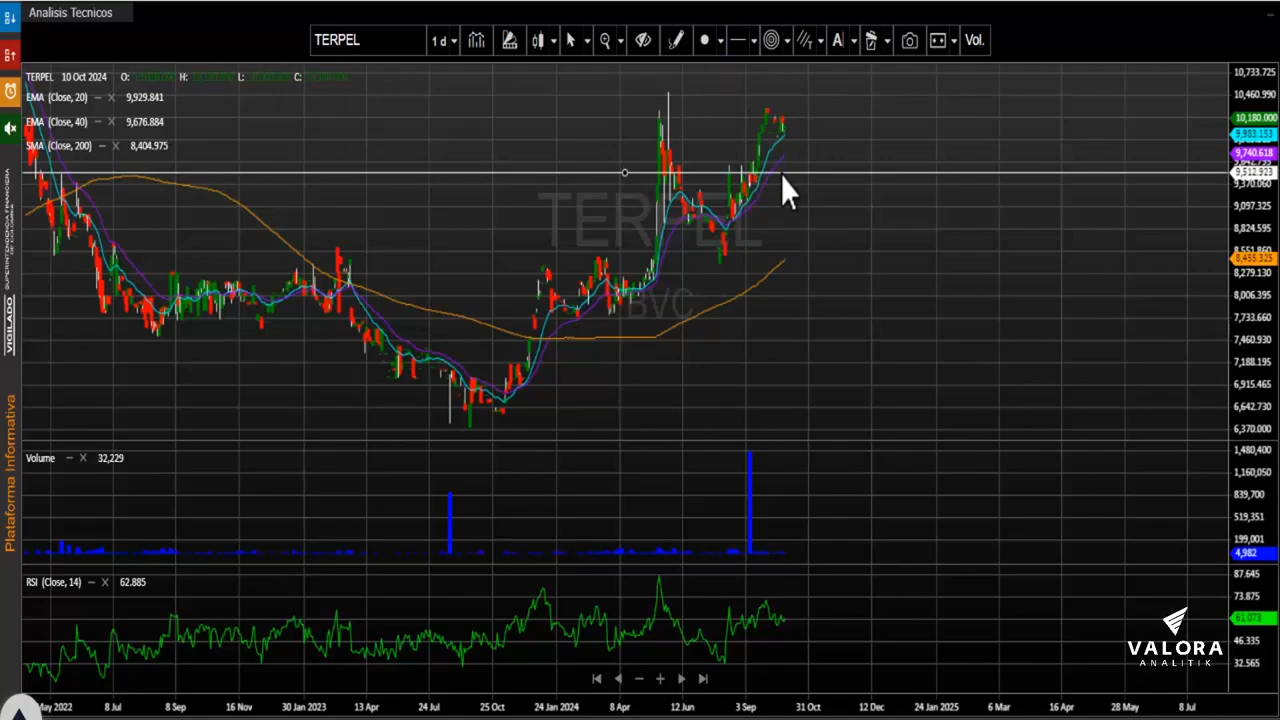 Analisis Tecnicos
TERPEL
1 d
Vol.
TERPEL 10 Oct 2024 O: H: L: C:
EMA (Close, 20) 9,929.841
EMA (Close, 40) 9,676.884
SMA (Close, 200) 8,404.975
10,733.725
10,460.990
10,180.000
9,983.153
9,740.618
9,512.923
9,370.060
9,097.325
8,824.595
8,551.860
8,455.325
8,279.130
8,006.395
7,733.660
7,460.930
7,188.195
6,915.465
6,642.730
6,370.000
TERPEL
BVC
Volume 32,229
1,480,400
1,160,050
839,700
519,351
199,001
4,982
RSI (Close, 14) 62.885
87.645
73.875
61.073
46.335
32.565
May 2022 8 Jul 8 Sep 16 Nov 30 Jan 2023 13 Apr 24 Jul 25 Oct 24 Jan 2024 8 Apr 12 Jun 3 Sep 31 Oct 12 Dec 24 Jan 2025 6 Mar 16 Apr 28 May 8 Jul
VIGILADO SUPERINTENDENCIA FINANCIERA DE COLOMBIA
Plataforma Informativa
VALORA
ANALITIK